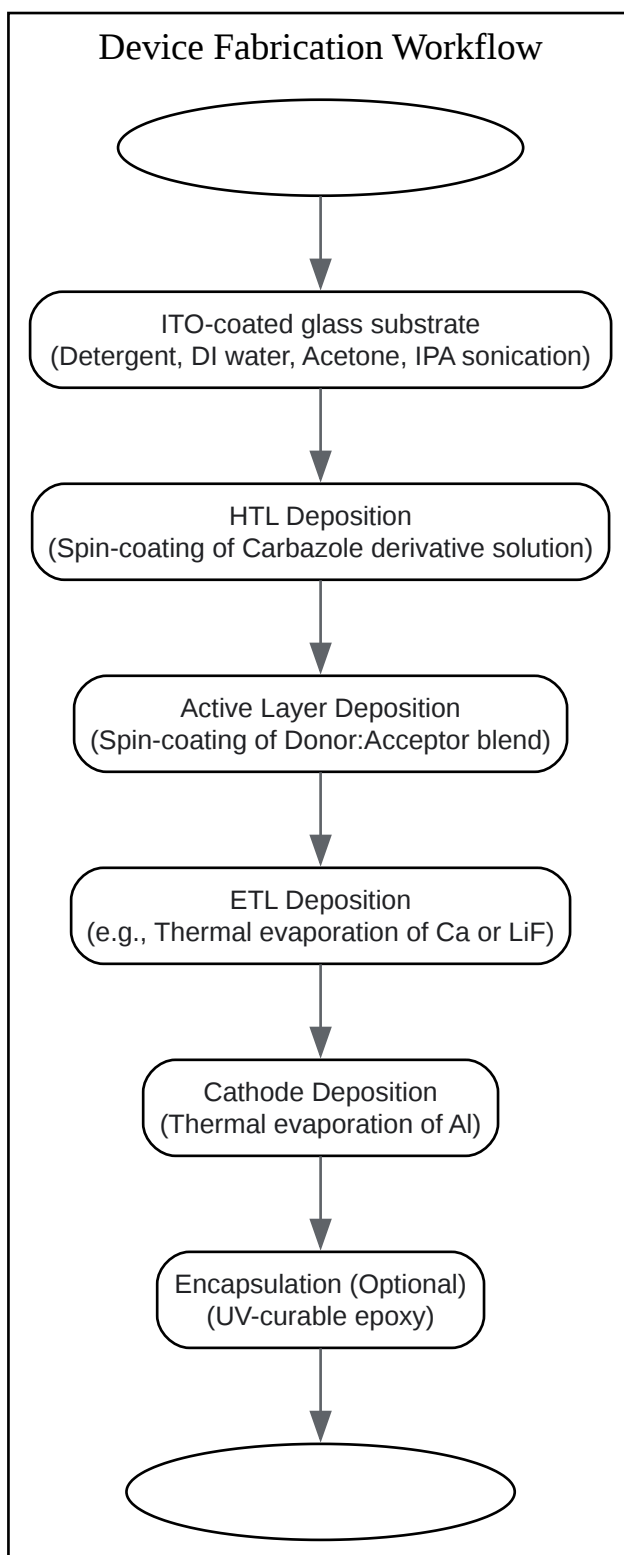 Device Fabrication Workflow
ITO-coated glass substrate
(Detergent, DI water, Acetone, IPA sonication)
HTL Deposition
(Spin-coating of Carbazole derivative solution)
Active Layer Deposition
(Spin-coating of Donor:Acceptor blend)
ETL Deposition
(e.g., Thermal evaporation of Ca or LiF)
Cathode Deposition
(Thermal evaporation of Al)
Encapsulation (Optional)
(UV-curable epoxy)